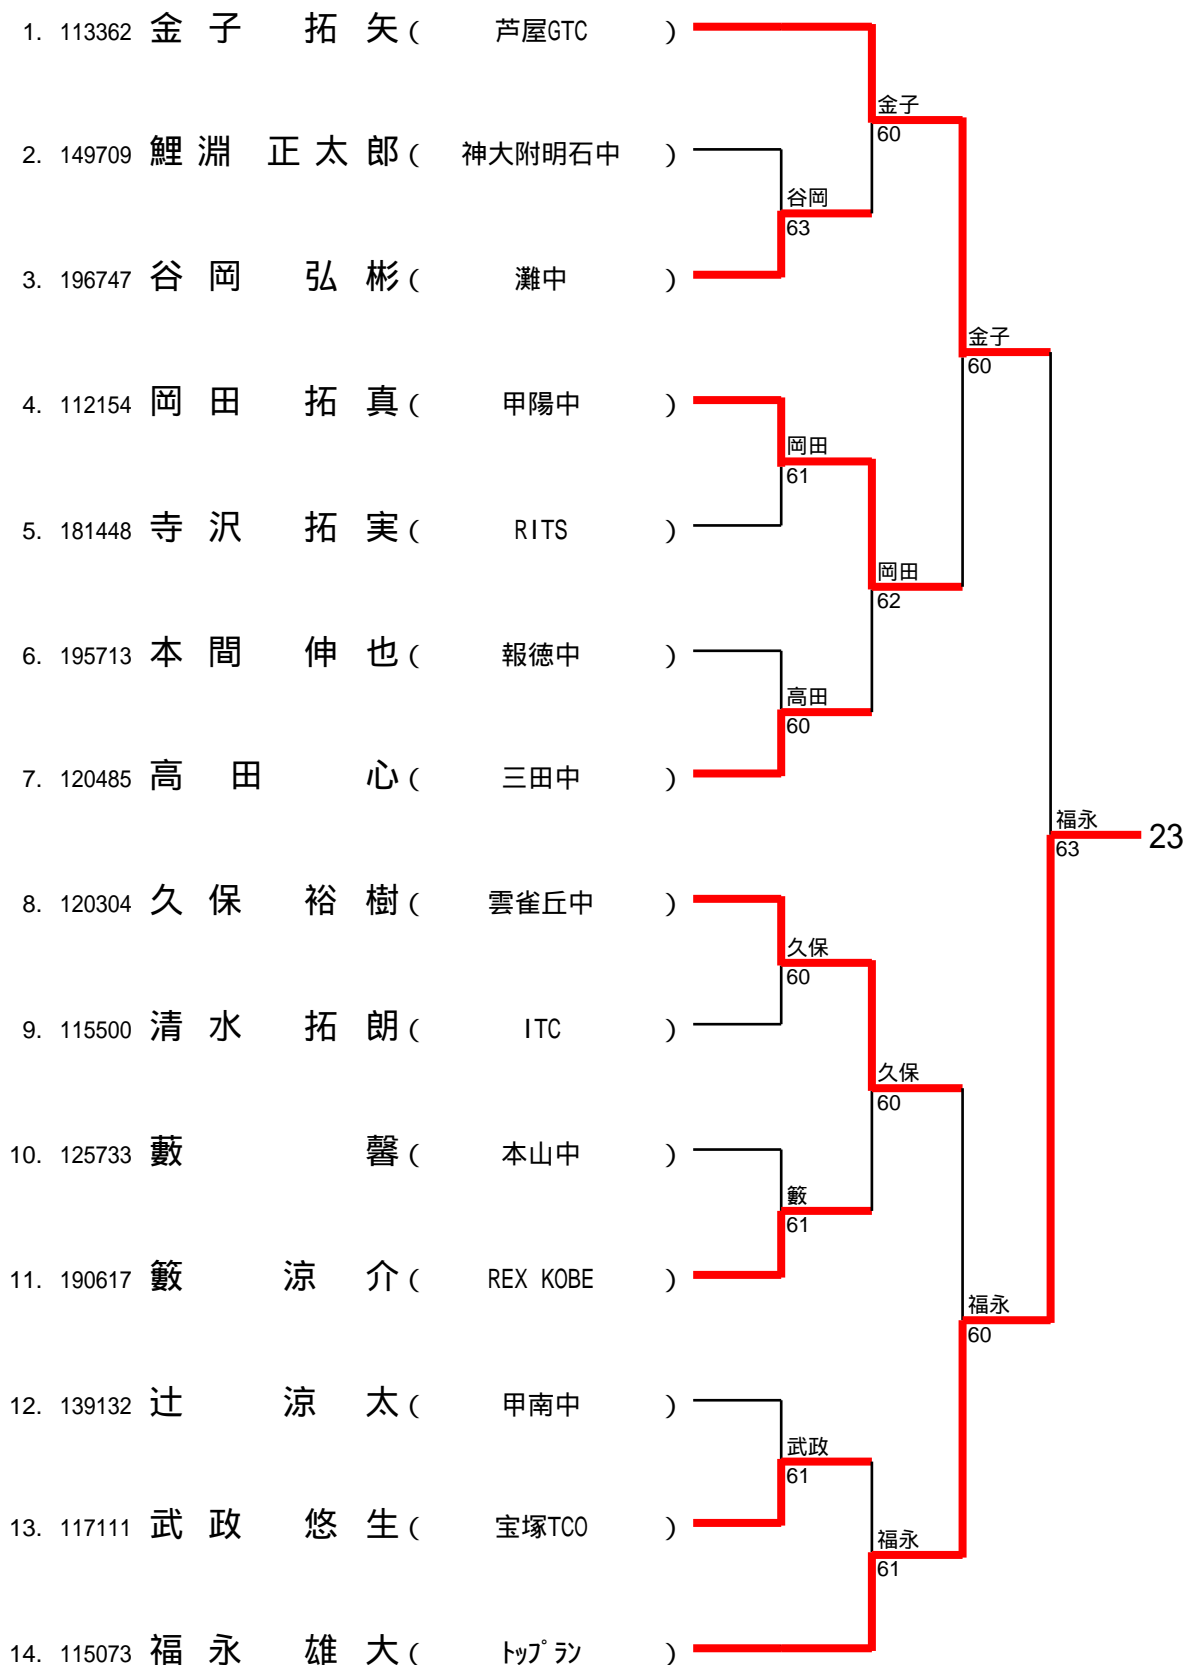 1. 113362 金子 拓矢 ( 芦屋GTC )
金子
60
2. 149709 鯉淵 正太郎 ( 神大附明石中 )
谷岡
63
3. 196747 谷岡 弘彬 ( 灘中 )
金子
60
4. 112154 岡田 拓真 ( 甲陽中 )
岡田
61
5. 181448 寺沢 拓実 ( RITS )
岡田
62
6. 195713 本間 伸也 ( 報徳中 )
高田
60
7. 120485 高田 心 ( 三田中 )
福永
63
23
8. 120304 久保 裕樹 ( 雲雀丘中 )
久保
60
9. 115500 清水 拓朗 ( ITC )
久保
60
10. 125733 藪 馨 ( 本山中 )
籔
61
11. 190617 籔 涼介 ( REX KOBE )
福永
60
12. 139132 辻 涼太 ( 甲南中 )
武政
61
13. 117111 武政 悠生 ( 宝塚TCO )
福永
61
14. 115073 福永 雄大 ( ﾄｯﾌﾟﾗﾝ )